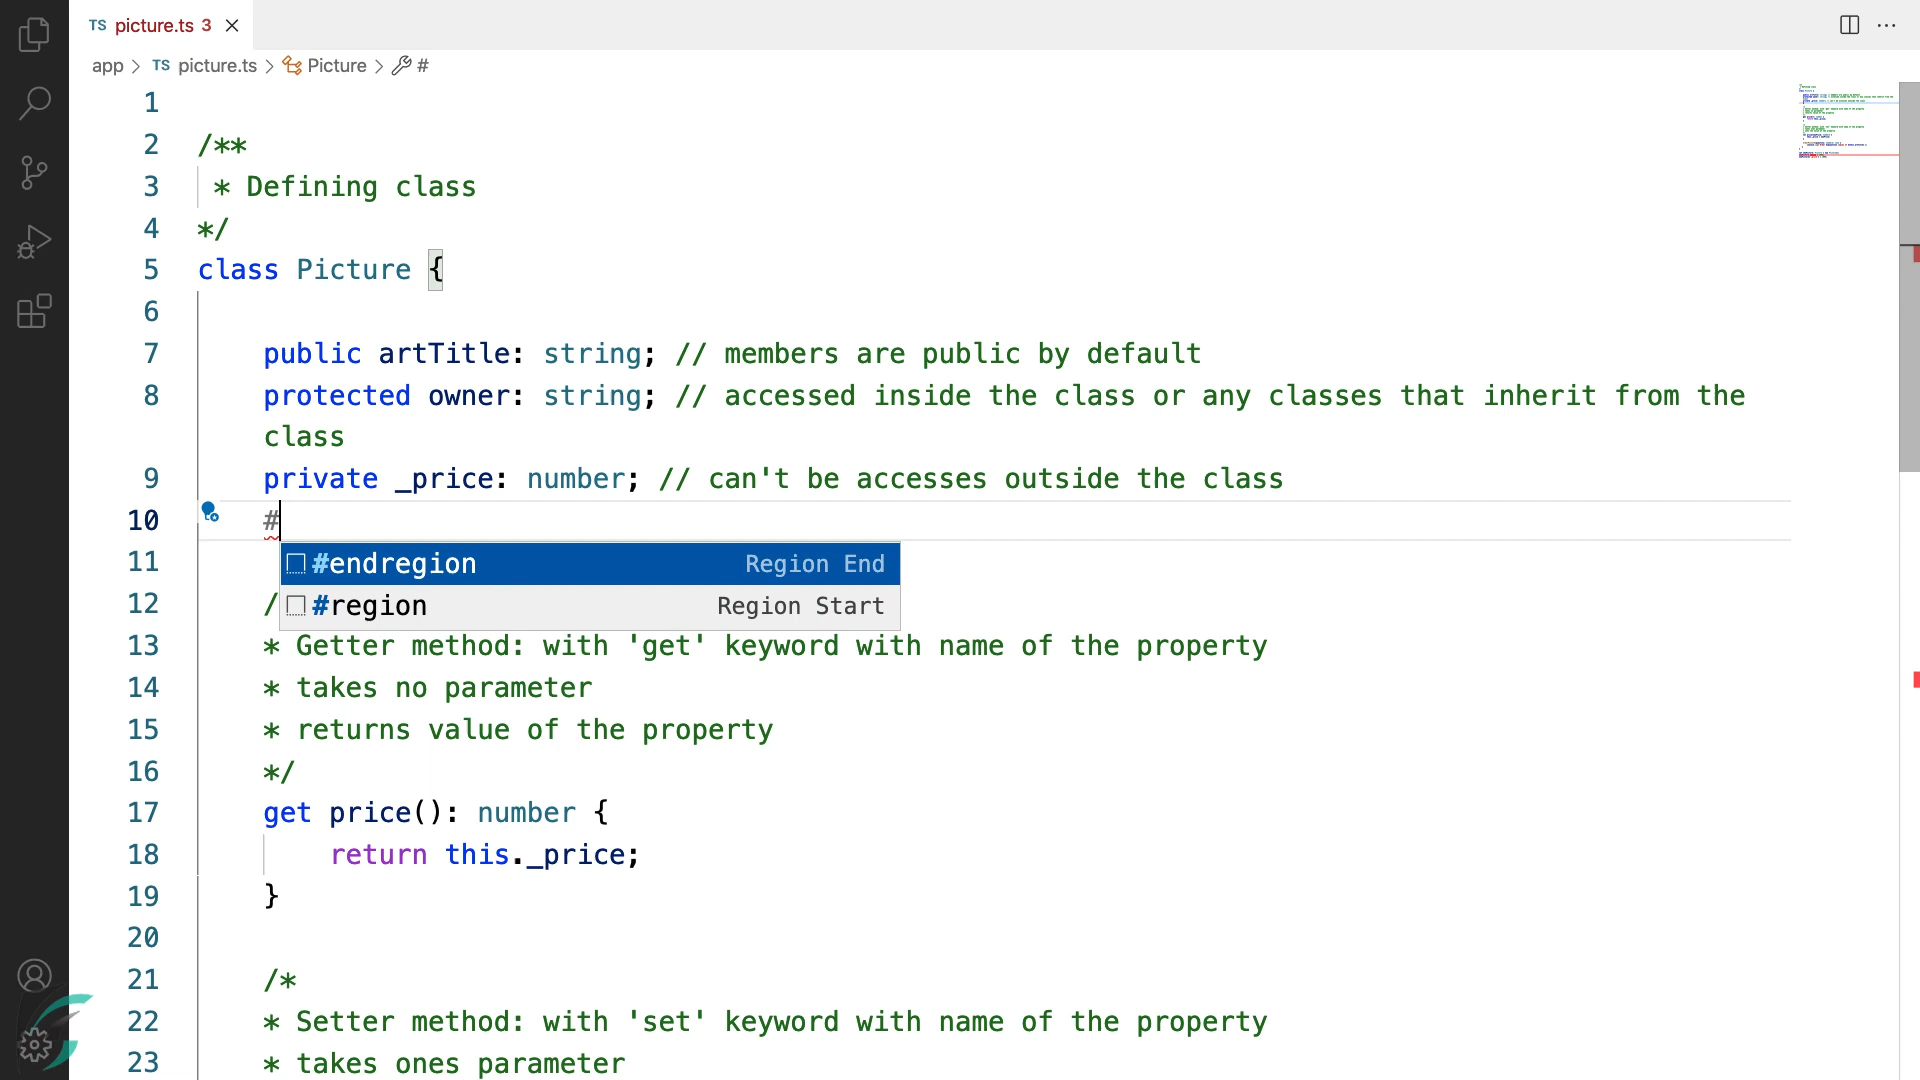 TS picture.ts 3
app > TS picture.ts > Picture > #
1
2 /**
3 * Defining class
4 */
5 class Picture {
6
7 public artTitle: string; // members are public by default
8 protected owner: string; // accessed inside the class or any classes that inherit from the
class
9 private _price: number; // can't be accesses outside the class
10 #
11 #endregion Region End
12 / #region Region Start
13 * Getter method: with 'get' keyword with name of the property
14 * takes no parameter
15 * returns value of the property
16 */
17 get price(): number {
18 return this._price;
19 }
20
21 /*
22 * Setter method: with 'set' keyword with name of the property
23 * takes ones parameter